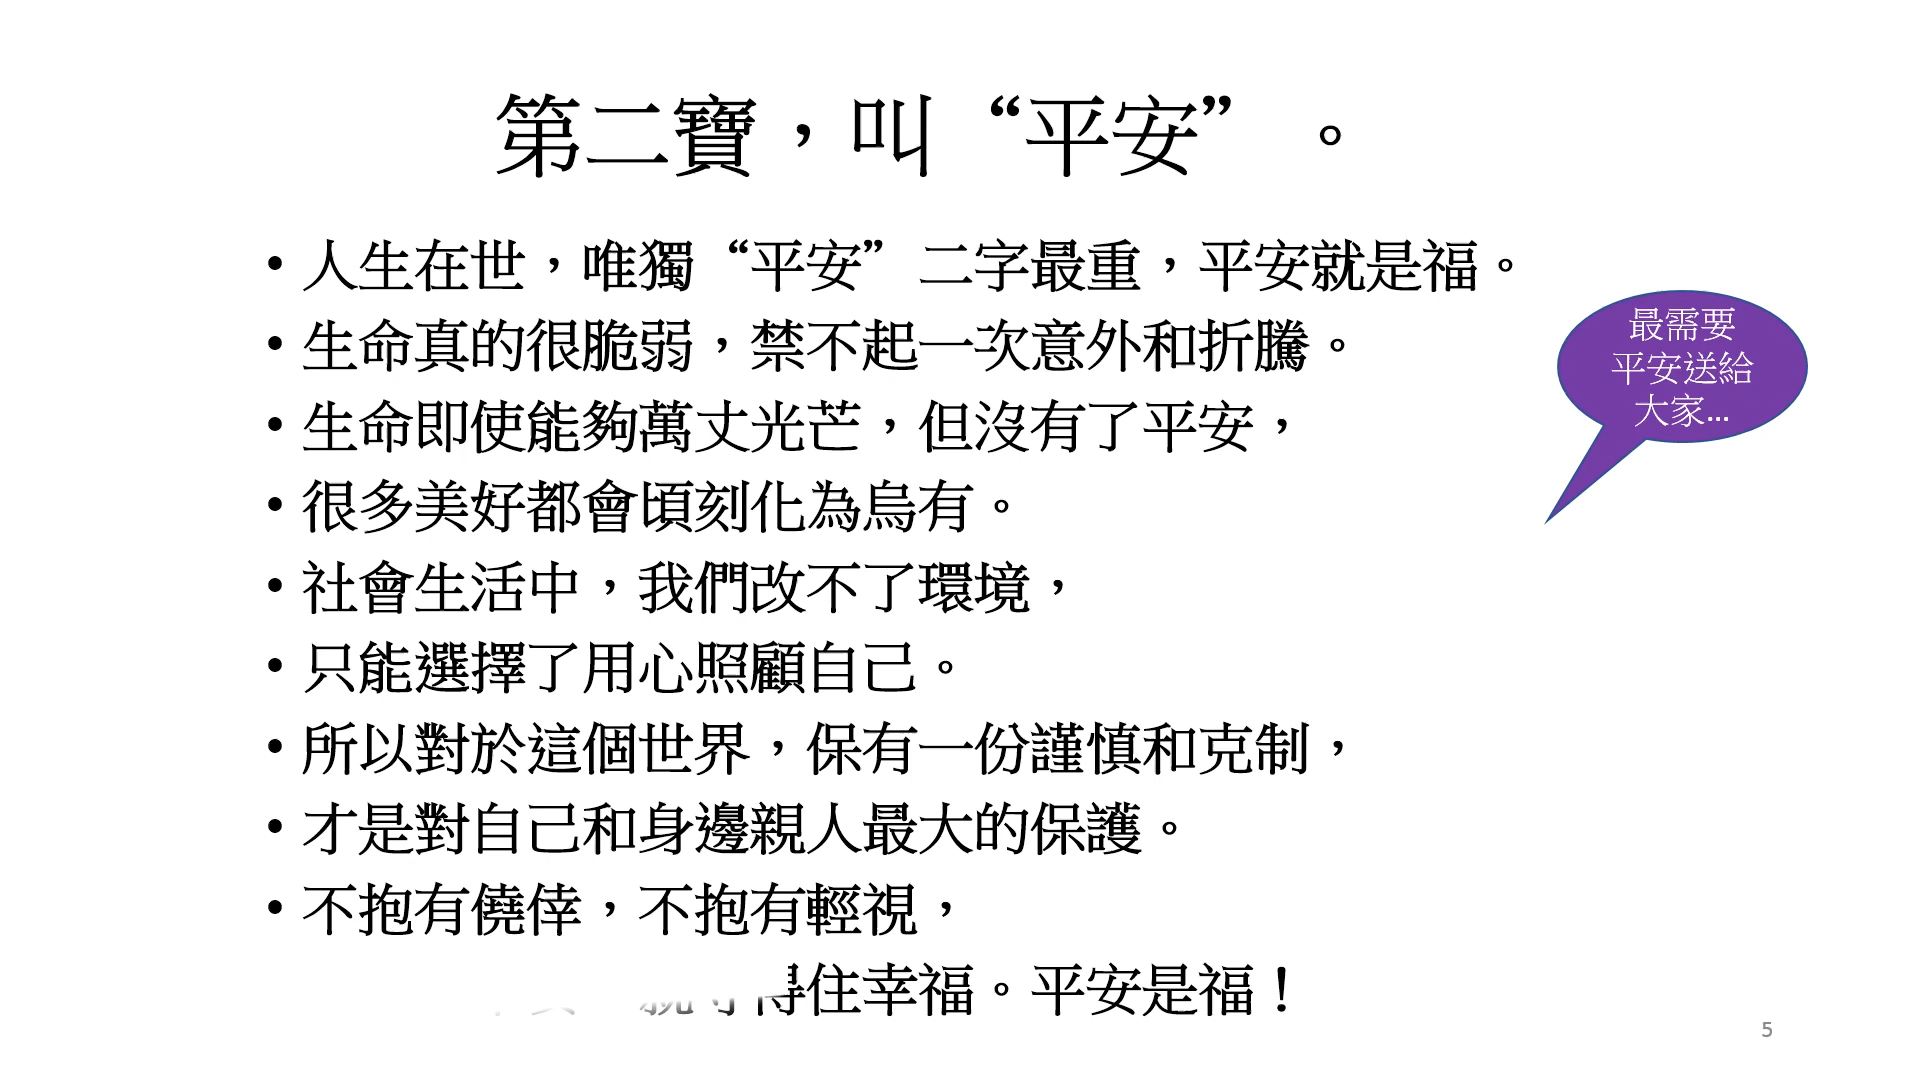 第二寶，叫“平安”。
• 人生在世，唯獨“平安”二字最重，平安就是福。
• 生命真的很脆弱，禁不起一次意外和折騰。
• 生命即使能夠萬丈光芒，但沒有了平安，
• 很多美好都會頃刻化為烏有。
• 社會生活中，我們改不了環境，
• 只能選擇了用心照顧自己。
• 所以對於這個世界，保有一份謹慎和克制，
• 才是對自己和身邊親人最大的保護。
• 不抱有僥倖，不抱有輕視，
住幸福。平安是福！
最需要
平安送給
大家...
5